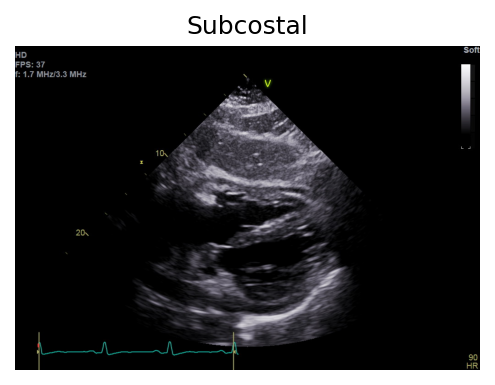 Subcostal
HD
FPS: 37
f: 1.7 MHz/3.3 MHz
Soft
V
10
20
90
HR